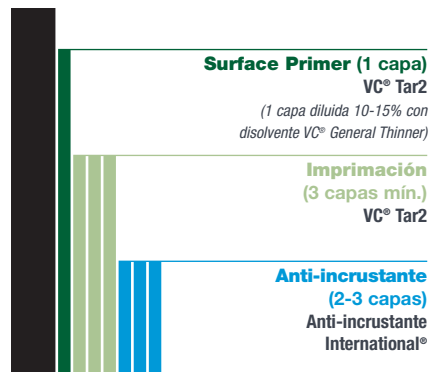 Surface Primer (1 capa)
VC® Tar2
(1 capa diluida 10-15% con
disolvente VC® General Thinner)
Imprimación
(3 capas mín.)
VC® Tar2
Anti-incrustante
(2-3 capas)
Anti-incrustante
International®